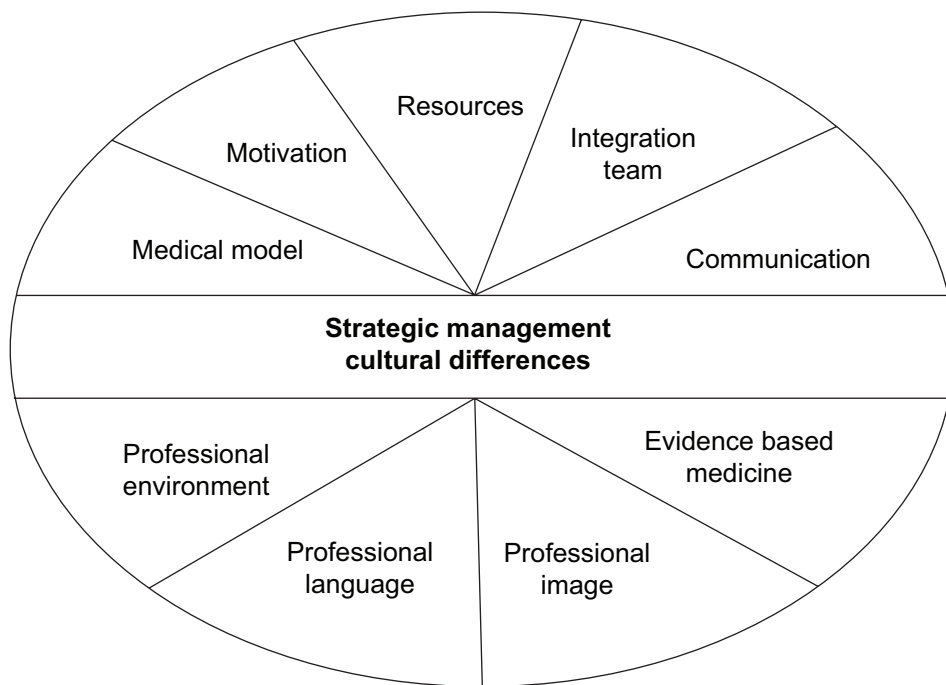 Resources
Motivation
Integration
team
Medical model
Communication
Strategic management
cultural differences
Professional
environment
Evidence based
medicine
Professional
language
Professional
image